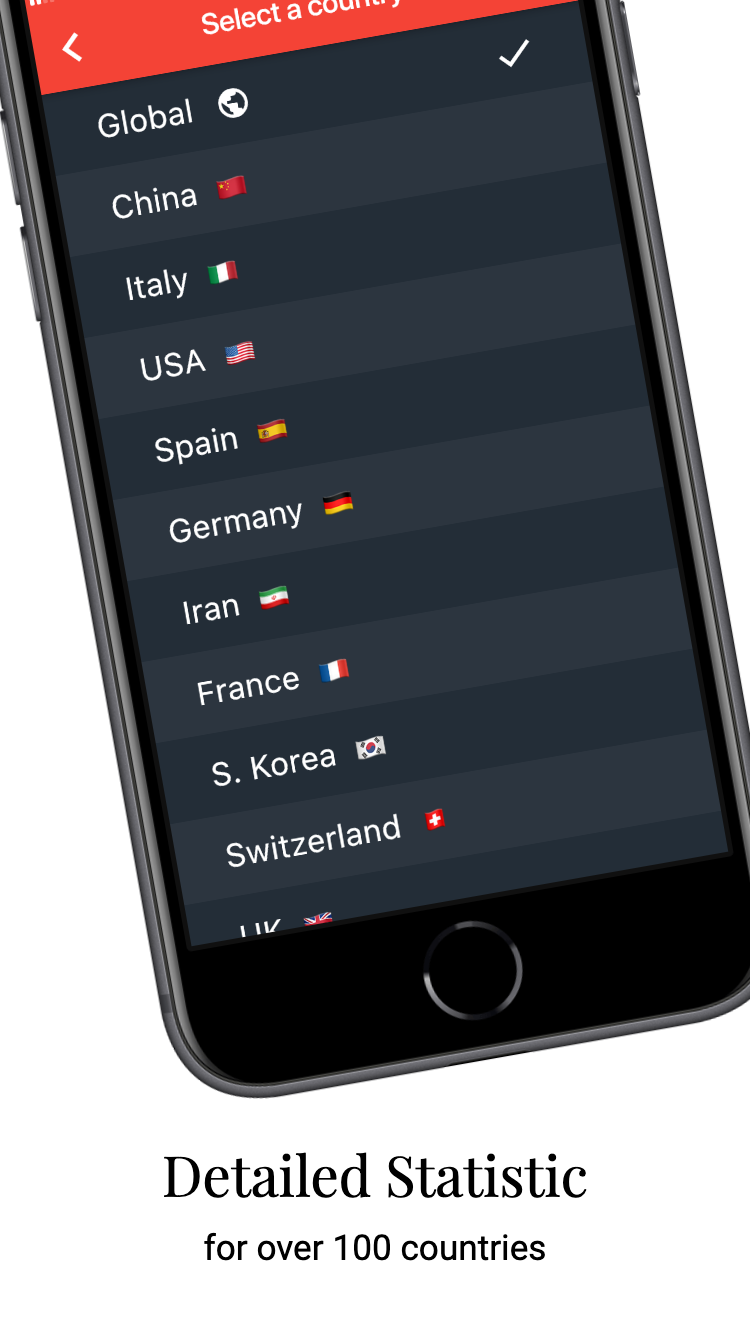 Select a country
Global
China
Italy
USA
Spain
Germany
Iran
France
S. Korea
Switzerland
UK
Detailed Statistic
for over 100 countries